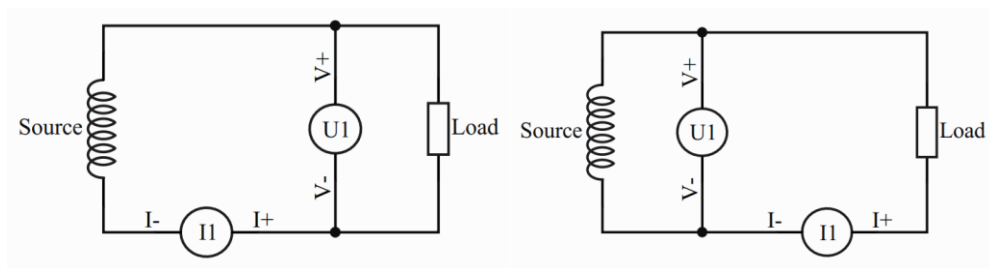 V+
Source
U1
Load
V-
I-
I1
I+
V+
Source
U1
Load
V-
I-
I1
I+